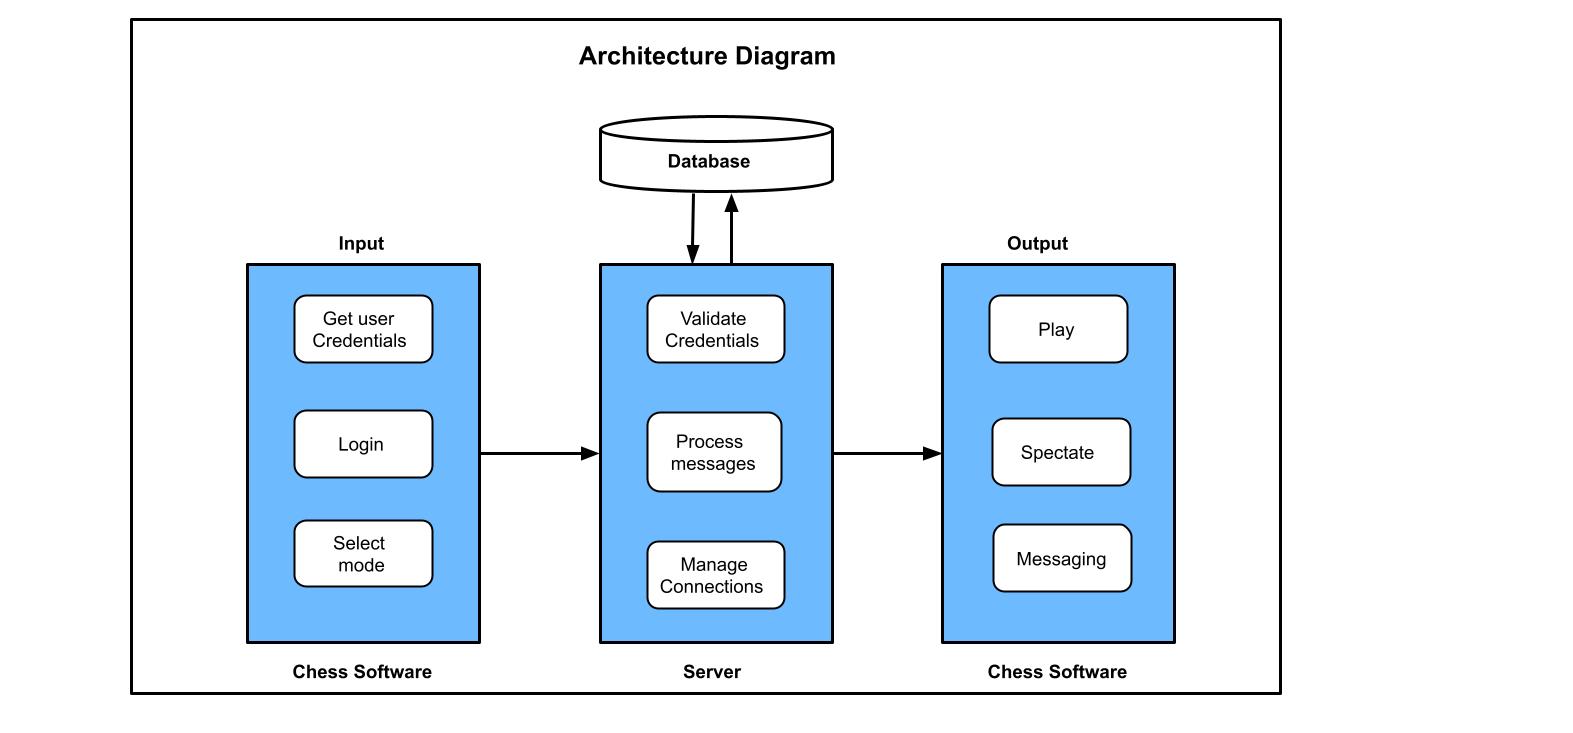 Architecture Diagram
Database
Input
Output
Get user
Credentials
Login
Select
mode
Validate
Credentials
Process
messages
Manage
Connections
Play
Spectate
Messaging
Chess Software
Server
Chess Software